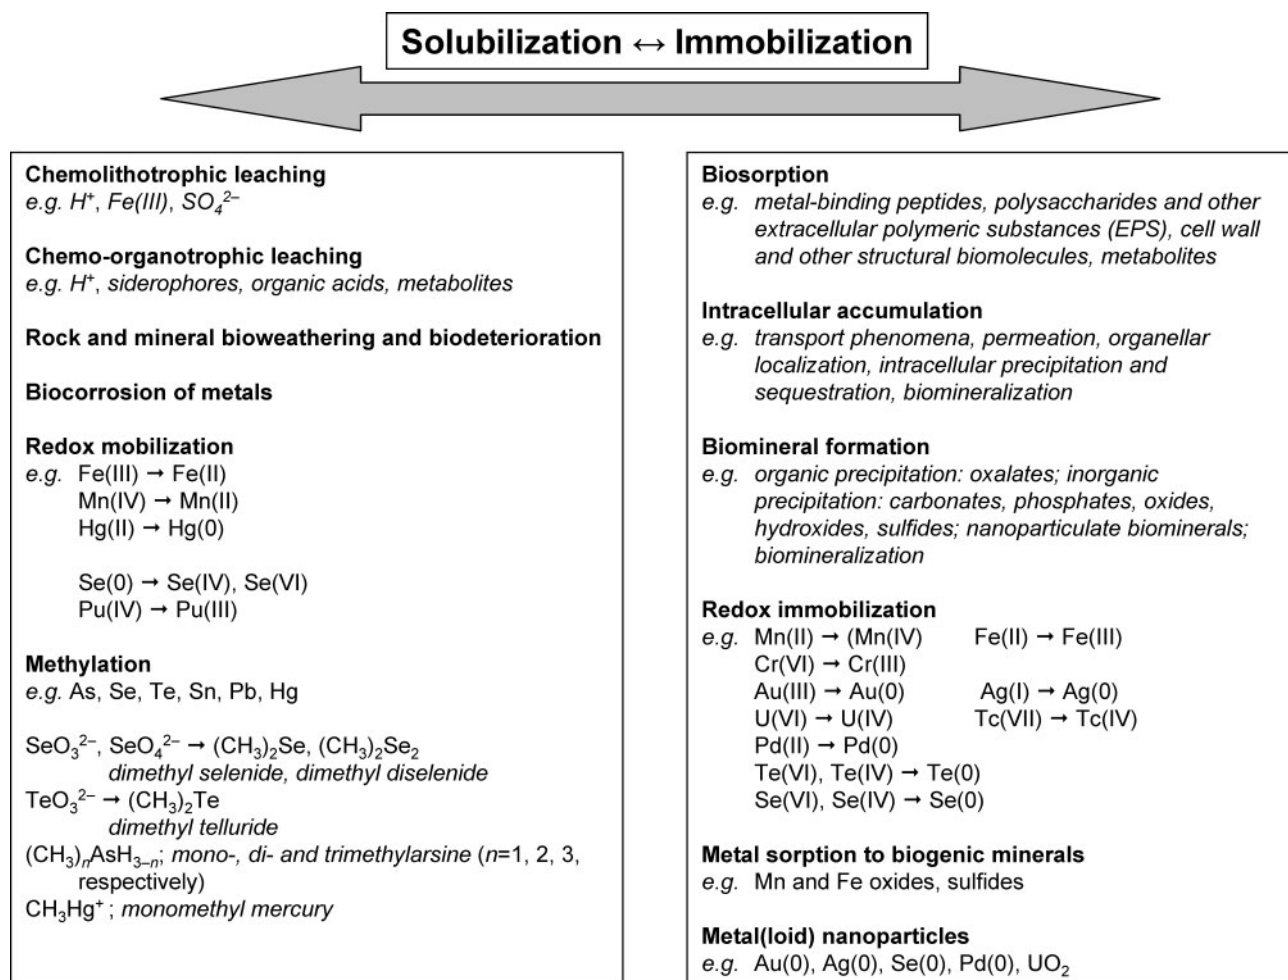 Solubilization ↔ Immobilization
Chemolithotrophic leaching
e.g. H⁺, Fe(III), SO₄²⁻
Chemo-organotrophic leaching
e.g. H⁺, siderophores, organic acids, metabolites
Rock and mineral bioweathering and biodeterioration
Biocorrosion of metals
Redox mobilization
e.g. Fe(III) → Fe(II)
Mn(IV) → Mn(II)
Hg(II) → Hg(0)
Se(0) → Se(IV), Se(VI)
Pu(IV) → Pu(III)
Methylation
e.g. As, Se, Te, Sn, Pb, Hg
SeO₃²⁻, SeO₄²⁻ → (CH₃)₂Se, (CH₃)₂Se₂
dimethyl selenide, dimethyl diselenide
TeO₃²⁻ → (CH₃)₂Te
dimethyl telluride
(CH₃)ₙAsH₃₋ₙ; mono-, di- and trimethylarsine (n=1, 2, 3,
respectively)
CH₃Hg⁺ ; monomethyl mercury
Biosorption
e.g. metal-binding peptides, polysaccharides and other
extracellular polymeric substances (EPS), cell wall
and other structural biomolecules, metabolites
Intracellular accumulation
e.g. transport phenomena, permeation, organellar
localization, intracellular precipitation and
sequestration, biomineralization
Biomineral formation
e.g. organic precipitation: oxalates; inorganic
precipitation: carbonates, phosphates, oxides,
hydroxides, sulfides; nanoparticulate biominerals;
biomineralization
Redox immobilization
e.g. Mn(II) → (Mn(IV) Fe(II) → Fe(III)
Cr(VI) → Cr(III)
Au(III) → Au(0) Ag(I) → Ag(0)
U(VI) → U(IV) Tc(VII) → Tc(IV)
Pd(II) → Pd(0)
Te(VI), Te(IV) → Te(0)
Se(VI), Se(IV) → Se(0)
Metal sorption to biogenic minerals
e.g. Mn and Fe oxides, sulfides
Metal(loid) nanoparticles
e.g. Au(0), Ag(0), Se(0), Pd(0), UO₂